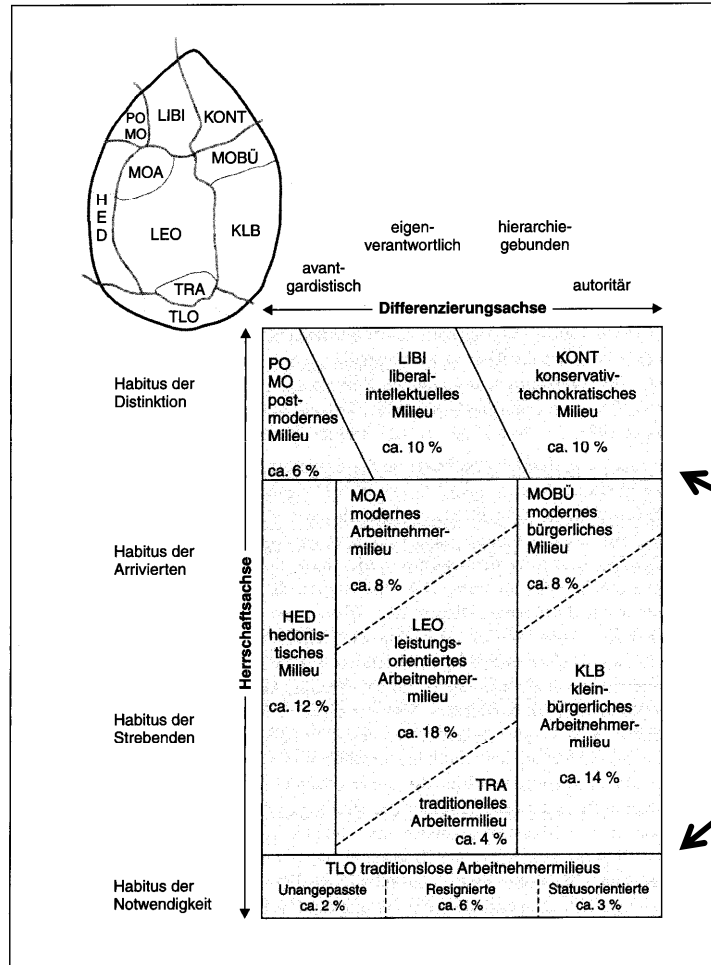 PO
MO
LIBI
KONT
MOA
MOBÜ
H
E
D
LEO
KLB
TRA
TLO
avant-
gardistisch
eigen-
verantwortlich
hierarchie-
gebunden
autoritär
Differenzierungsachse
Herrschaftsachse
Habitus der
Distinktion
PO
MO
post-
modernes
Milieu
ca. 6 %
LIBI
liberal-
intellektuelles
Milieu
ca. 10 %
KONT
konservativ-
technokratisches
Milieu
ca. 10 %
Habitus der
Arrivierten
MOA
modernes
Arbeitnehmer-
milieu
ca. 8 %
MOBÜ
modernes
bürgerliches
Milieu
ca. 8 %
HED
hedonis-
tisches
Milieu
ca. 12 %
LEO
leistungs-
orientiertes
Arbeitnehmer-
milieu
ca. 18 %
KLB
klein-
bürgerliches
Arbeitnehmer-
milieu
ca. 14 %
Habitus der
Strebenden
TRA
traditionelles
Arbeitermilieu
ca. 4 %
Habitus der
Notwendigkeit
TLO traditionslose Arbeitnehmermilieus
Unangepasste
ca. 2 %
Resignierte
ca. 6 %
Statusorientierte
ca. 3 %